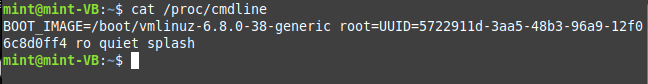 mint@mint-VB:~$ cat /proc/cmdline
BOOT_IMAGE=/boot/vmlinuz-6.8.0-38-generic root=UUID=5722911d-3aa5-48b3-96a9-12f0
6c8d0ff4 ro quiet splash
mint@mint-VB:~$